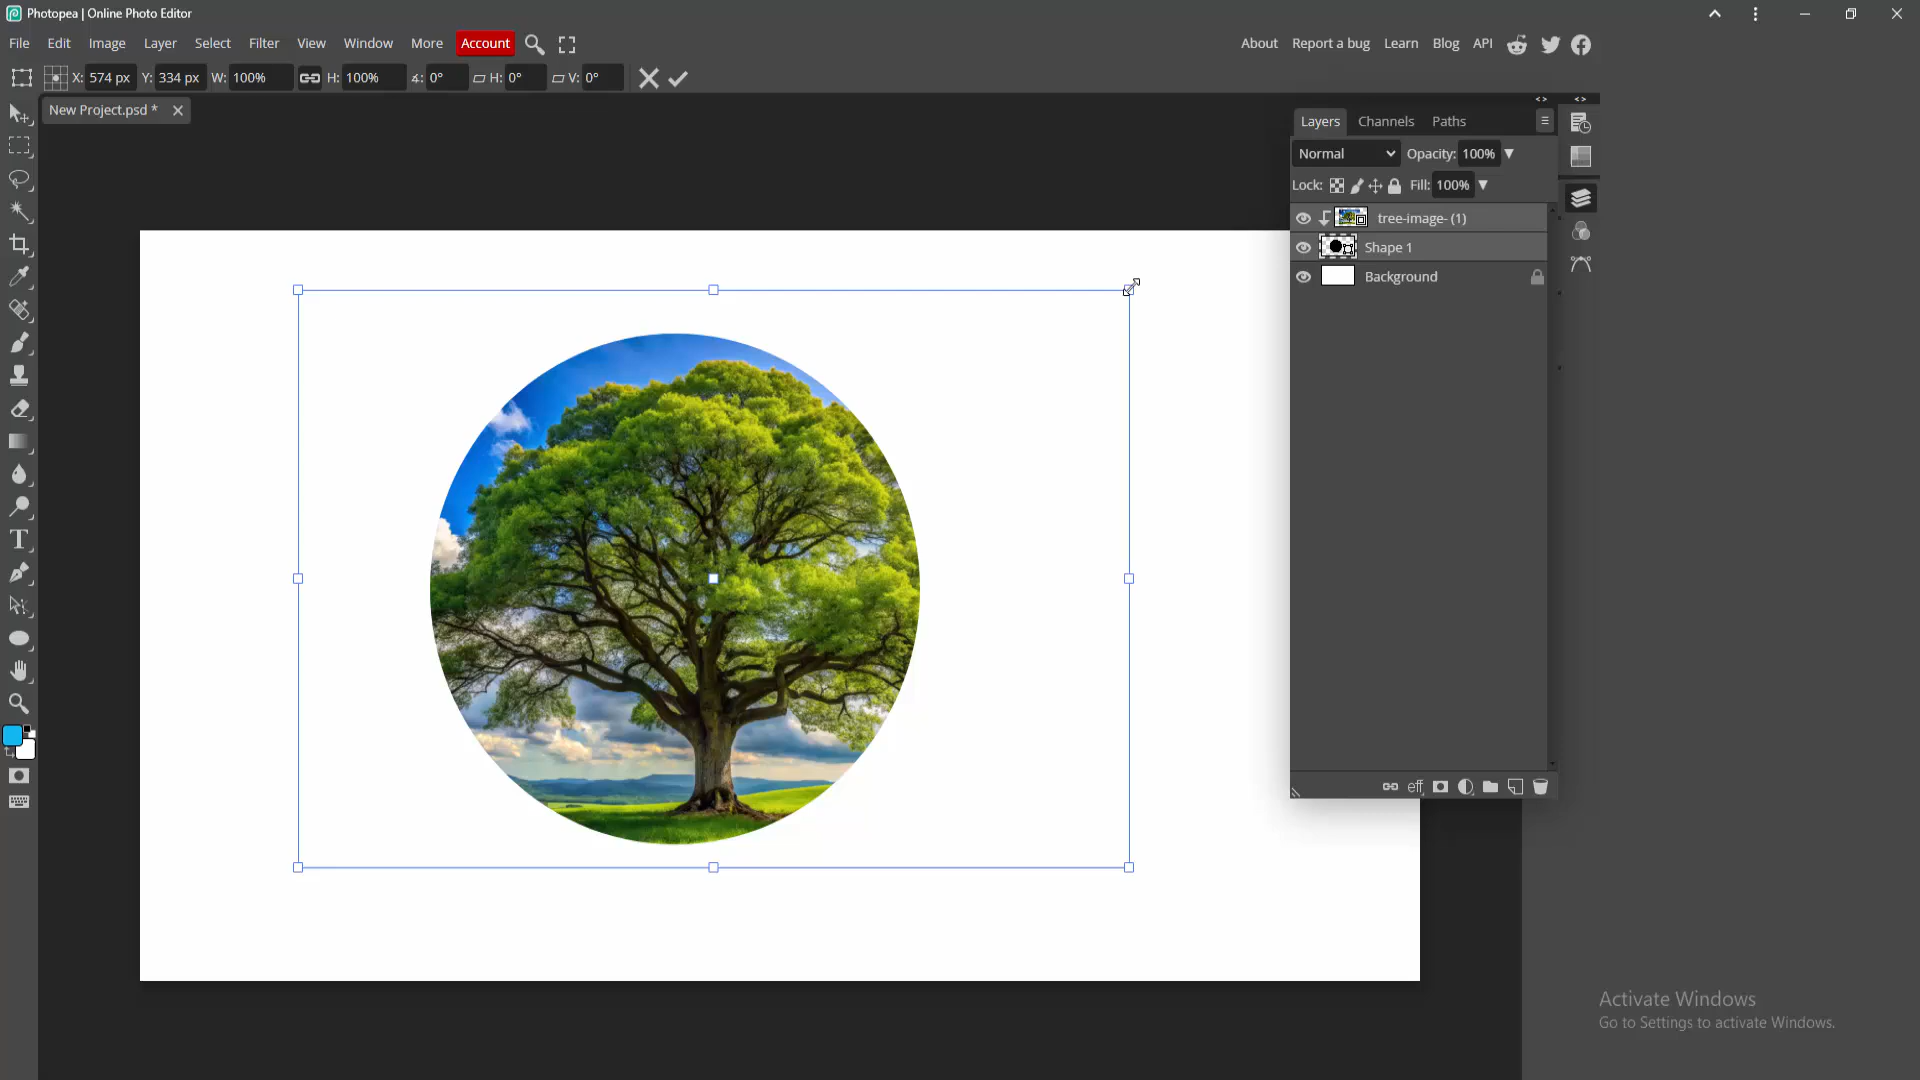 Photopea | Online Photo Editor
File Edit Image Layer Select Filter View Window More Account About Report a bug Learn Blog API
X: 574 px Y: 334 px W: 100% H: 100% ∡: 0° H: 0° V: 0°
New Project.psd *
Layers Channels Paths
Normal Opacity: 100%
Lock: Fill: 100%
tree-image- (1)
Shape 1
Background
eff
Activate Windows
Go to Settings to activate Windows.